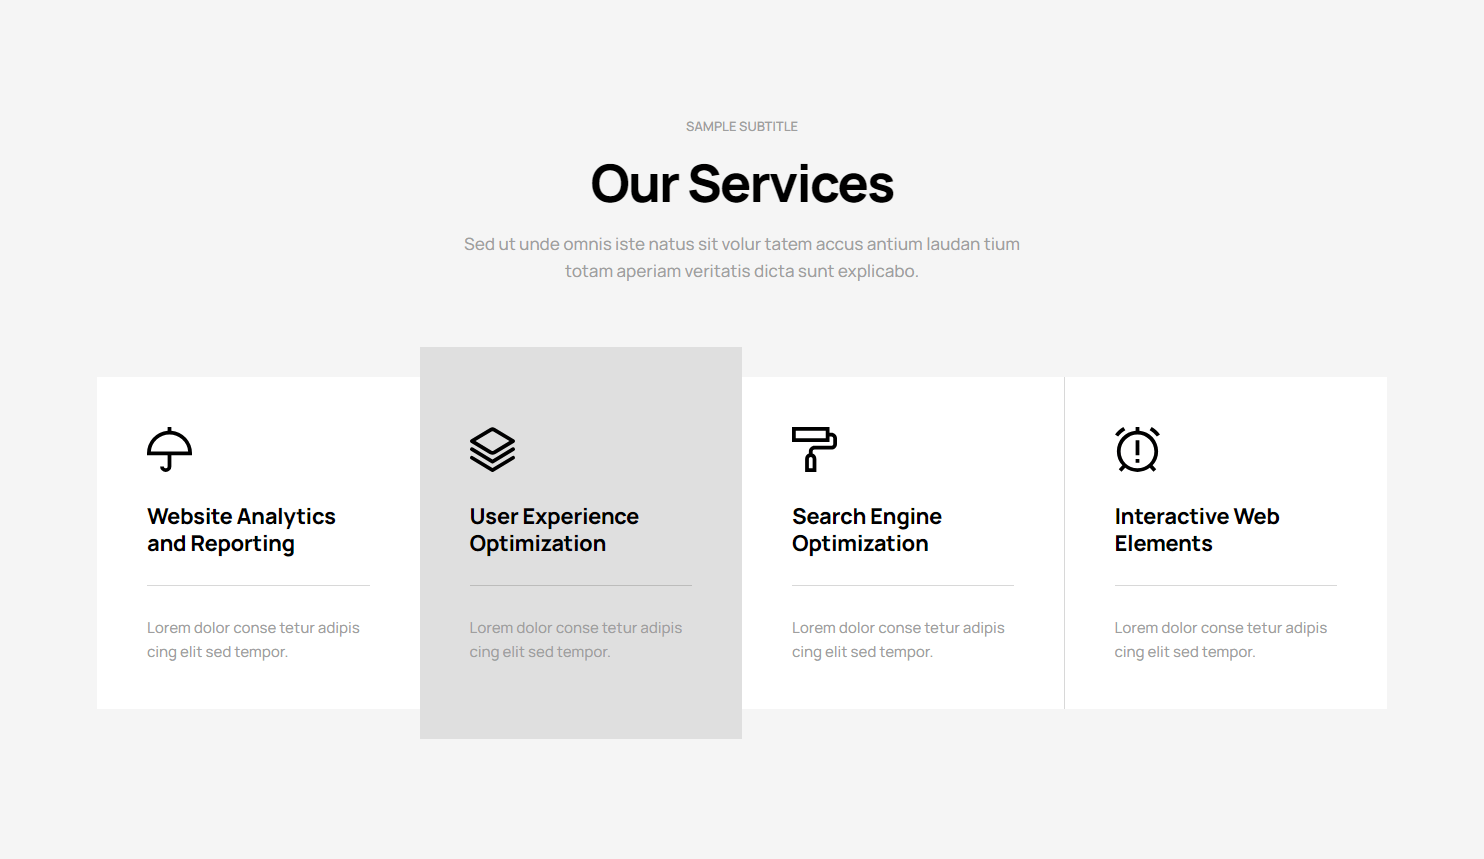 SAMPLE SUBTITLE
Our Services
Sed ut unde omnis iste natus sit volur tatem accus antium laudan tium
totam aperiam veritatis dicta sunt explicabo.
Website Analytics
and Reporting
Lorem dolor conse tetur adipis
cing elit sed tempor.
User Experience
Optimization
Lorem dolor conse tetur adipis
cing elit sed tempor.
Search Engine
Optimization
Lorem dolor conse tetur adipis
cing elit sed tempor.
Interactive Web
Elements
Lorem dolor conse tetur adipis
cing elit sed tempor.